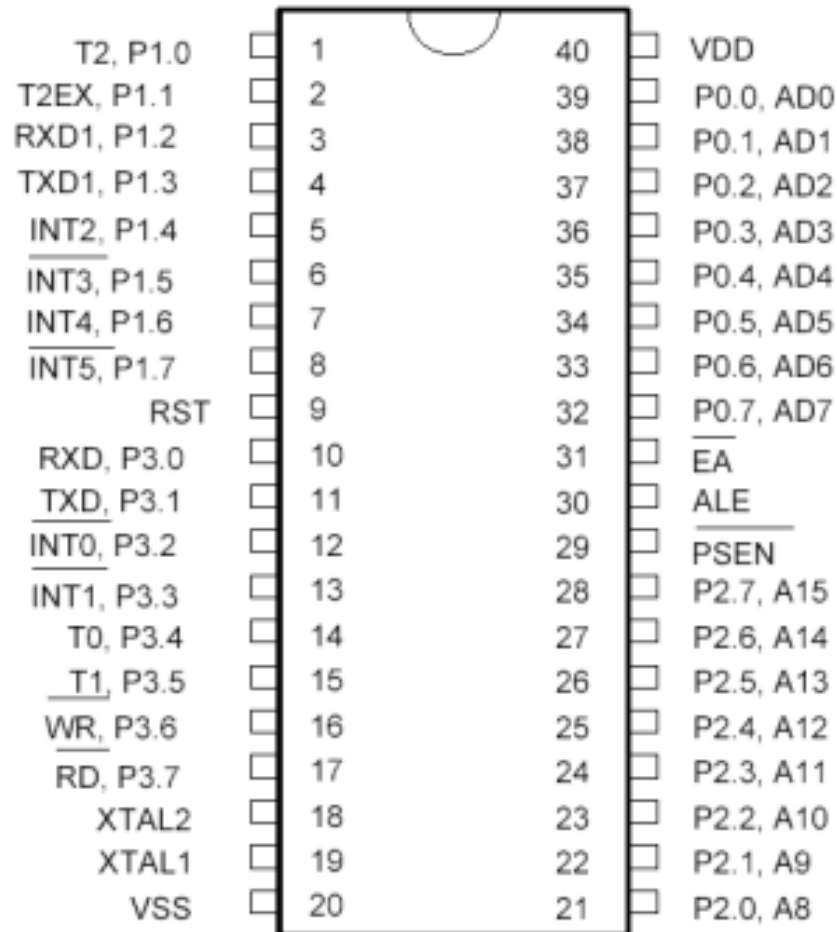 T2, P1.0 1 40 VDD
T2EX, P1.1 2 39 P0.0, AD0
RXD1, P1.2 3 38 P0.1, AD1
TXD1, P1.3 4 37 P0.2, AD2
INT2, P1.4 5 36 P0.3, AD3
INT3, P1.5 6 35 P0.4, AD4
INT4, P1.6 7 34 P0.5, AD5
INT5, P1.7 8 33 P0.6, AD6
RST 9 32 P0.7, AD7
RXD, P3.0 10 31 EA
TXD, P3.1 11 30 ALE
INT0, P3.2 12 29 PSEN
INT1, P3.3 13 28 P2.7, A15
T0, P3.4 14 27 P2.6, A14
T1, P3.5 15 26 P2.5, A13
WR, P3.6 16 25 P2.4, A12
RD, P3.7 17 24 P2.3, A11
XTAL2 18 23 P2.2, A10
XTAL1 19 22 P2.1, A9
VSS 20 21 P2.0, A8